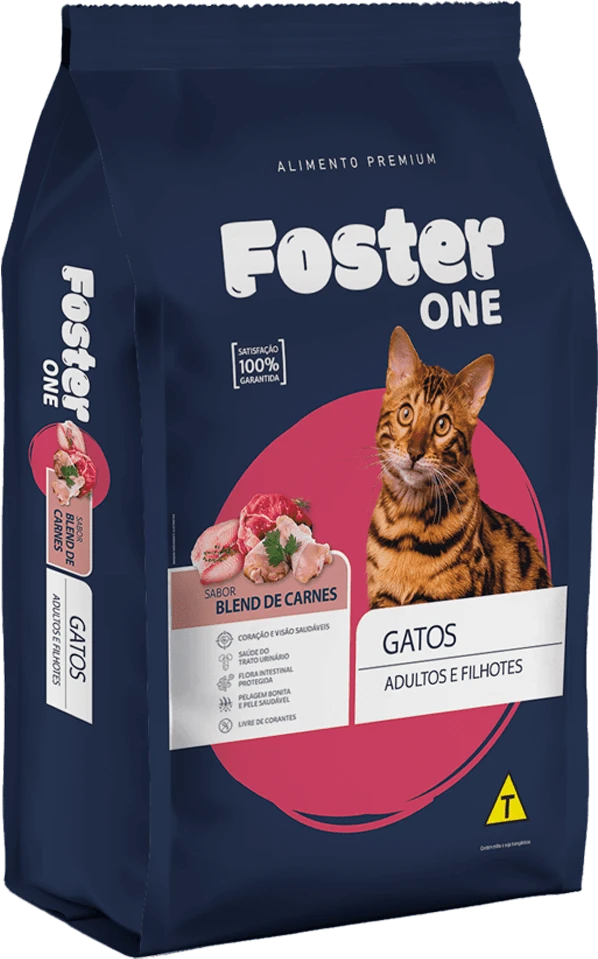 ALIMENTO PREMIUM
Foster
ONE
SATISFAÇÃO
100%
GARANTIDA
SABOR
BLEND DE CARNES
CORAÇÃO E VISÃO SAUDÁVEIS
SAÚDE DO
TRATO URINÁRIO
FLORA INTESTINAL
PROTEGIDA
PELAGEM BONITA
E PELE SAUDÁVEL
LIVRE DE CORANTES
GATOS
ADULTOS E FILHOTES
T
Foster
ONE
SABOR
BLEND DE
CARNES
GATOS
ADULTOS E FILHOTES